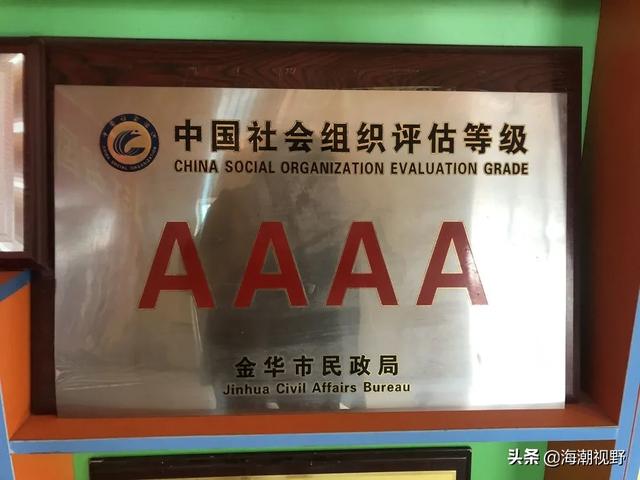 中国社会组织评估等级
CHINA SOCIAL ORGANIZATION EVALUATION GRADE
AAAA
金华市民政局
Jinhua Civil Affairs Bureau
头条 @海潮视野